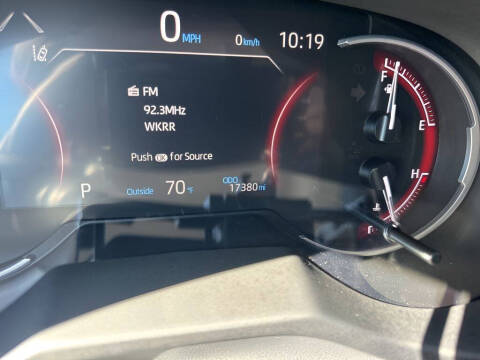 0 MPH
0 km/h
10:19
FM
92.3MHz
WKRR
Push OK for Source
P
Outside 70°F
ODO
17380 mi
F
E
H